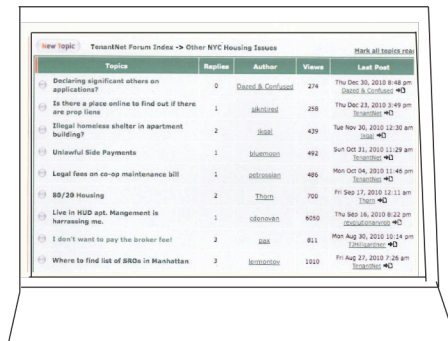 New Topic TenantNet Forum Index -> Other NYC Housing Issues Mark all topics read
Topics Replies Author Views Last Post
Declaring significant others on applications? 0 Dazed & Confused 274 Thu Dec 30, 2010 8:48 pm
Dazed & Confused
Is there a place online to find out if there are prop liens 1 sikntired 256 Thu Dec 23, 2010 3:49 pm
TenantNet
Illegal homeless shelter in apartment building? 2 jkgal 439 Tue Nov 30, 2010 12:30 am
jkgal
Unlawful Side Payments 1 bluemoon 492 Sun Oct 31, 2010 11:29 am
TenantNet
Legal fees on co-op maintenance bill 1 petrossian 486 Mon Oct 04, 2010 11:46 pm
TenantNet
80/20 Housing 2 Thorn 700 Fri Sep 17, 2010 12:11 am
Thorn
Live in HUD apt. Mangement is harrassing me. 1 cdonovan 6050 Thu Sep 16, 2010 8:22 pm
revolutionaryrob
I don't want to pay the broker fee! 3 pax 811 Mon Aug 30, 2010 10:14 pm
TJHilgardner
Where to find list of SROs in Manhattan 3 lermontov 1010 Fri Aug 27, 2010 7:26 am
TenantNet